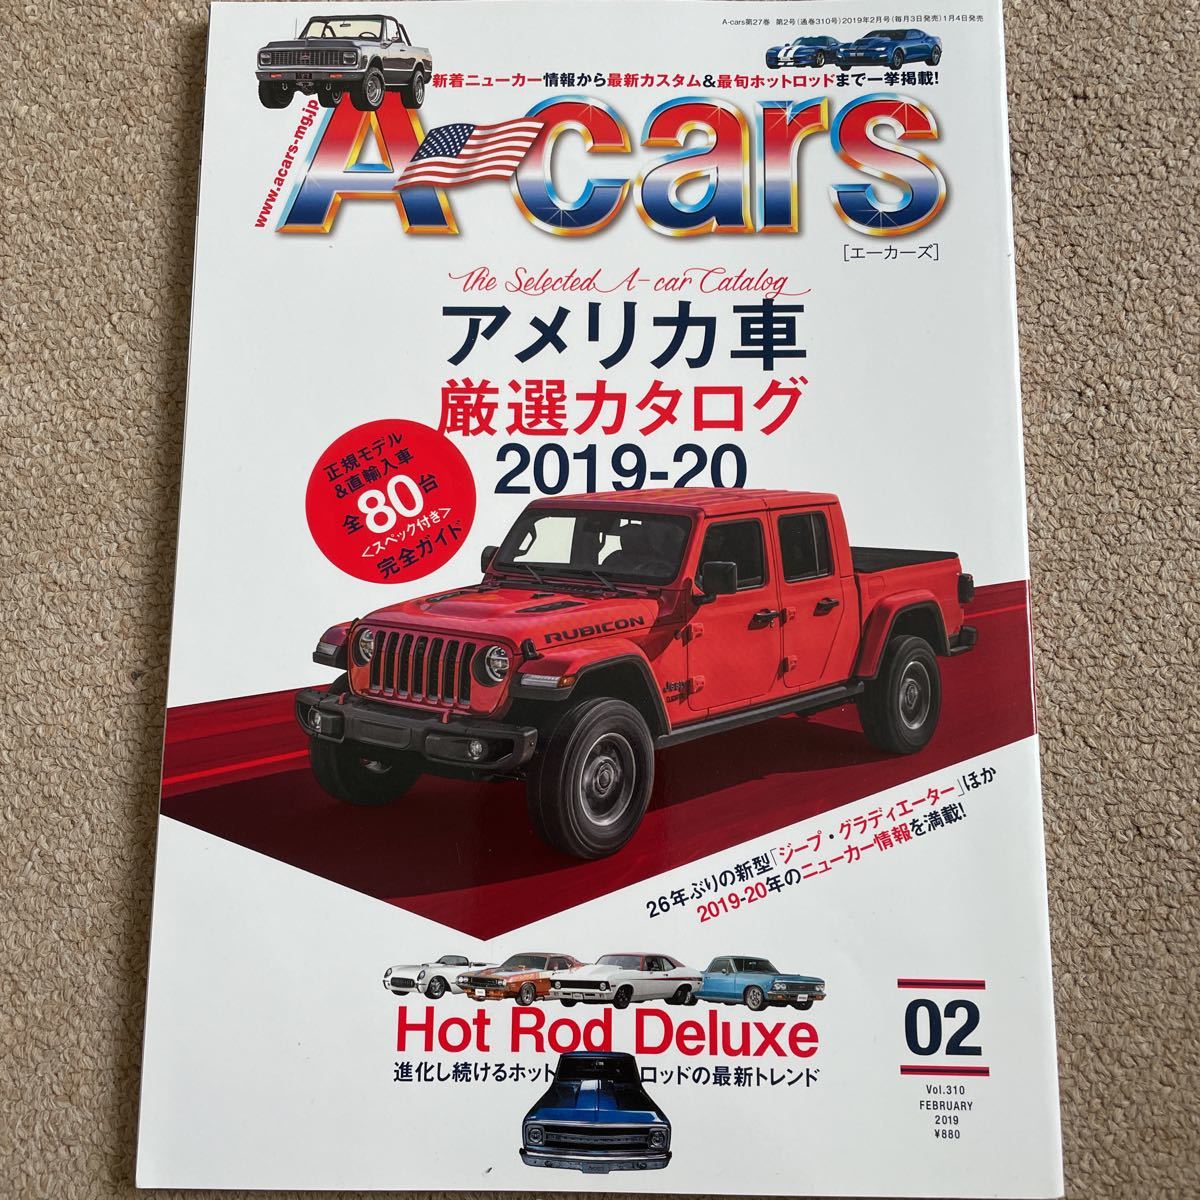 A-cars第27巻 第2号(通巻310号)2019年2月号(毎月3日発売)1月4日発売
新着ニューカー情報から最新カスタム&最旬ホットロッドまで一挙掲載!
www.acars-mg.jp
A-cars
[エーカーズ]
The Selected A-car Catalog
アメリカ車
厳選カタログ
2019-20
正規モデル
&直輸入車
全80台
<スペック付き>
完全ガイド
RUBICON
Jeep
26年ぶりの新型「ジープ・グラディエーター」ほか
2019-20年のニューカー情報を満載!
Hot Rod Deluxe
進化し続けるホットロッドの最新トレンド
02
Vol.310
FEBRUARY
2019
¥880